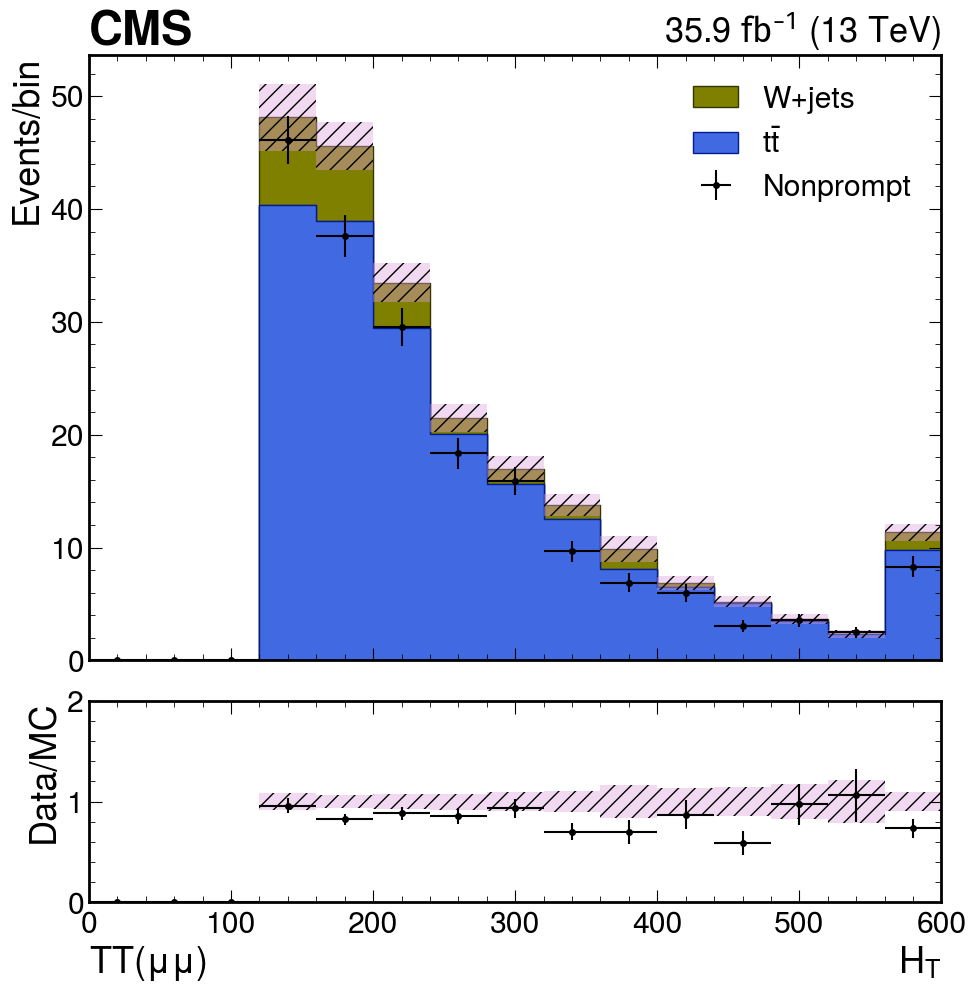 CMS 35.9 fb⁻¹ (13 TeV)
Events/bin
50
40
30
20
10
0
W+jets
tt̄
Nonprompt
Data/MC
2
1
0
0 100 200 300 400 500 600
TT(μμ) H_T